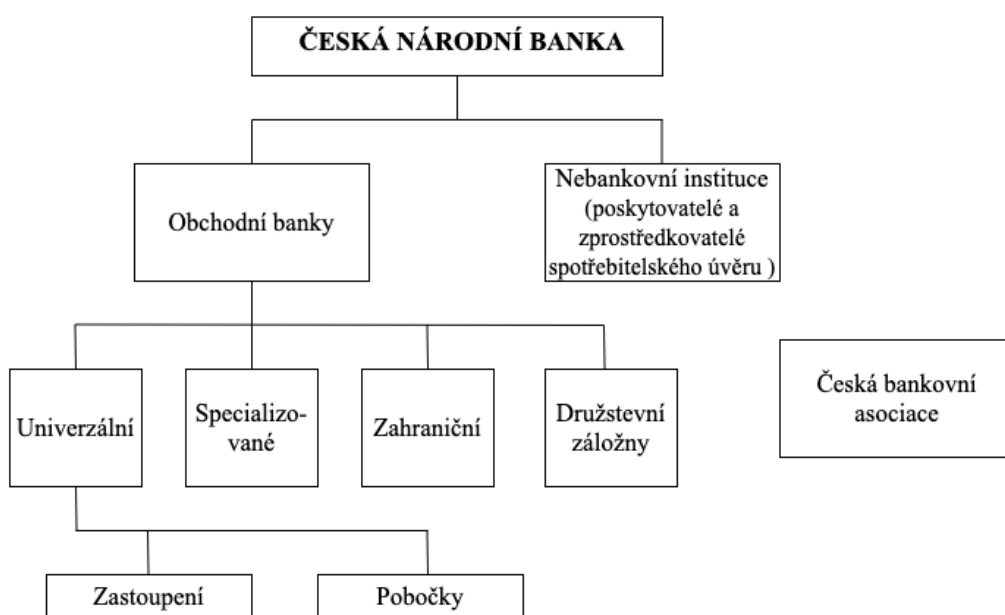 ČESKÁ NÁRODNÍ BANKA
Obchodní banky
Nebankovní instituce
(poskytovatelé a
zprostředkovatelé
spotřebitelského úvěru )
Univerzální
Specializo-
vané
Zahraniční
Družstevní
záložny
Česká bankovní
asociace
Zastoupení
Pobočky